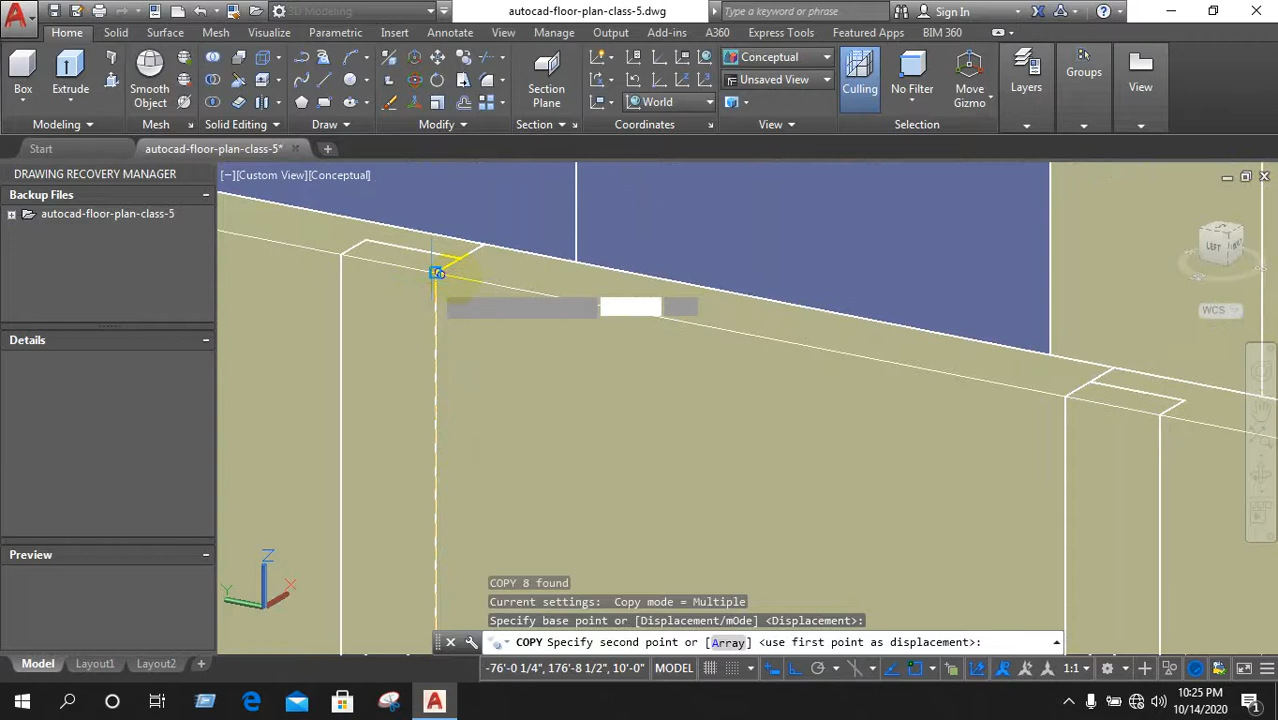 3D Modeling
autocad-floor-plan-class-5.dwg
Type a keyword or phrase
Sign In
Home Solid Surface Mesh Visualize Parametric Insert Annotate View Manage Output Add-ins A360 Express Tools Featured Apps BIM 360
Conceptual
Unsaved View
World
Box Extrude Smooth Object Section Plane Culling No Filter Move Gizmo Layers Groups View
Modeling Mesh Solid Editing Draw Modify Section Coordinates View Selection
Start autocad-floor-plan-class-5*
DRAWING RECOVERY MANAGER
[−][Custom View][Conceptual]
Backup Files
autocad-floor-plan-class-5
LEFT
WCS
Details
Preview
Z
Y
X
COPY 8 found
Current settings: Copy mode = Multiple
Specify base point or [Displacement/mOde] <Displacement>:
COPY Specify second point or [Array] <use first point as displacement>:
Model Layout1 Layout2
-76'-0 1/4", 176'-8 1/2", 10'-0" MODEL 1:1
10:25 PM
10/14/2020
1